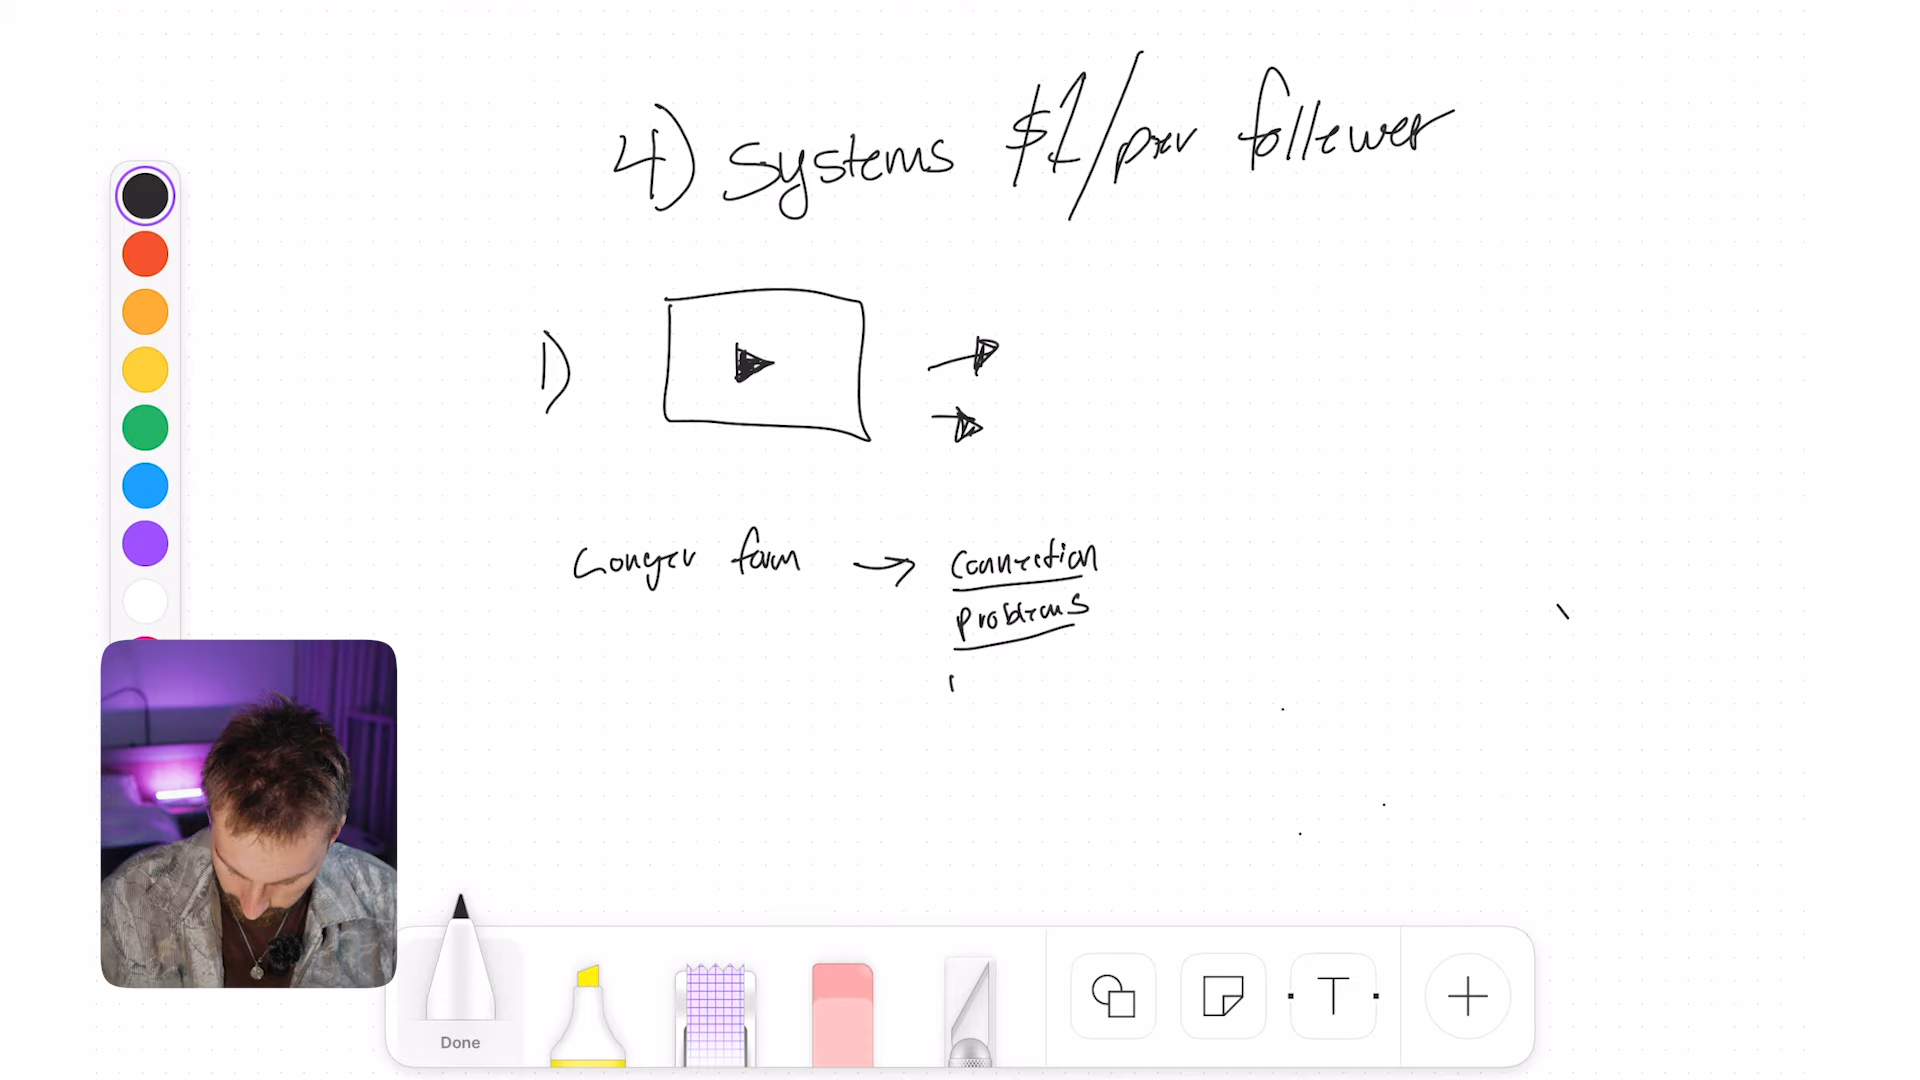 4) Systems $1/per follower
1)
Longer form → Connection
problems
Done
T